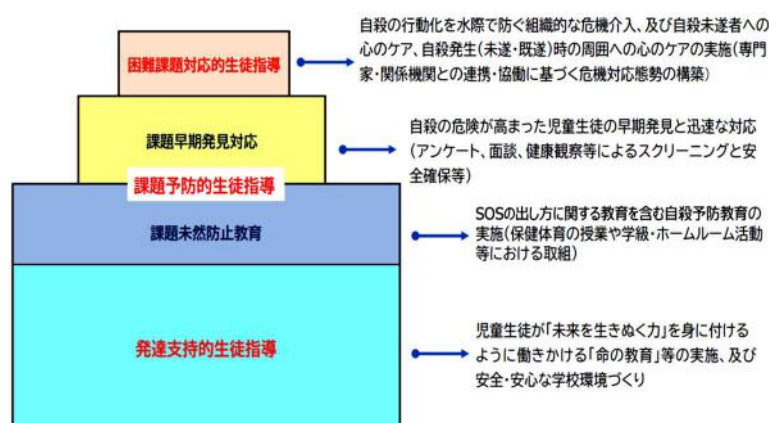 自殺の行動化を水際で防ぐ組織的な危機介入、及び自殺未遂者への
心のケア、自殺発生(未遂・既遂)時の周囲への心のケアの実施(専門
家・関係機関との連携・協働に基づく危機対応態勢の構築)
困難課題対応的生徒指導
課題早期発見対応
自殺の危険が高まった児童生徒の早期発見と迅速な対応
(アンケート、面談、健康観察等によるスクリーニングと安
全確保等)
課題予防的生徒指導
課題未然防止教育
SOSの出し方に関する教育を含む自殺予防教育の
実施(保健体育の授業や学級・ホームルーム活動
等における取組)
発達支持的生徒指導
児童生徒が「未来を生きぬく力」を身に付ける
ように働きかける「命の教育」等の実施、及び
安全・安心な学校環境づくり